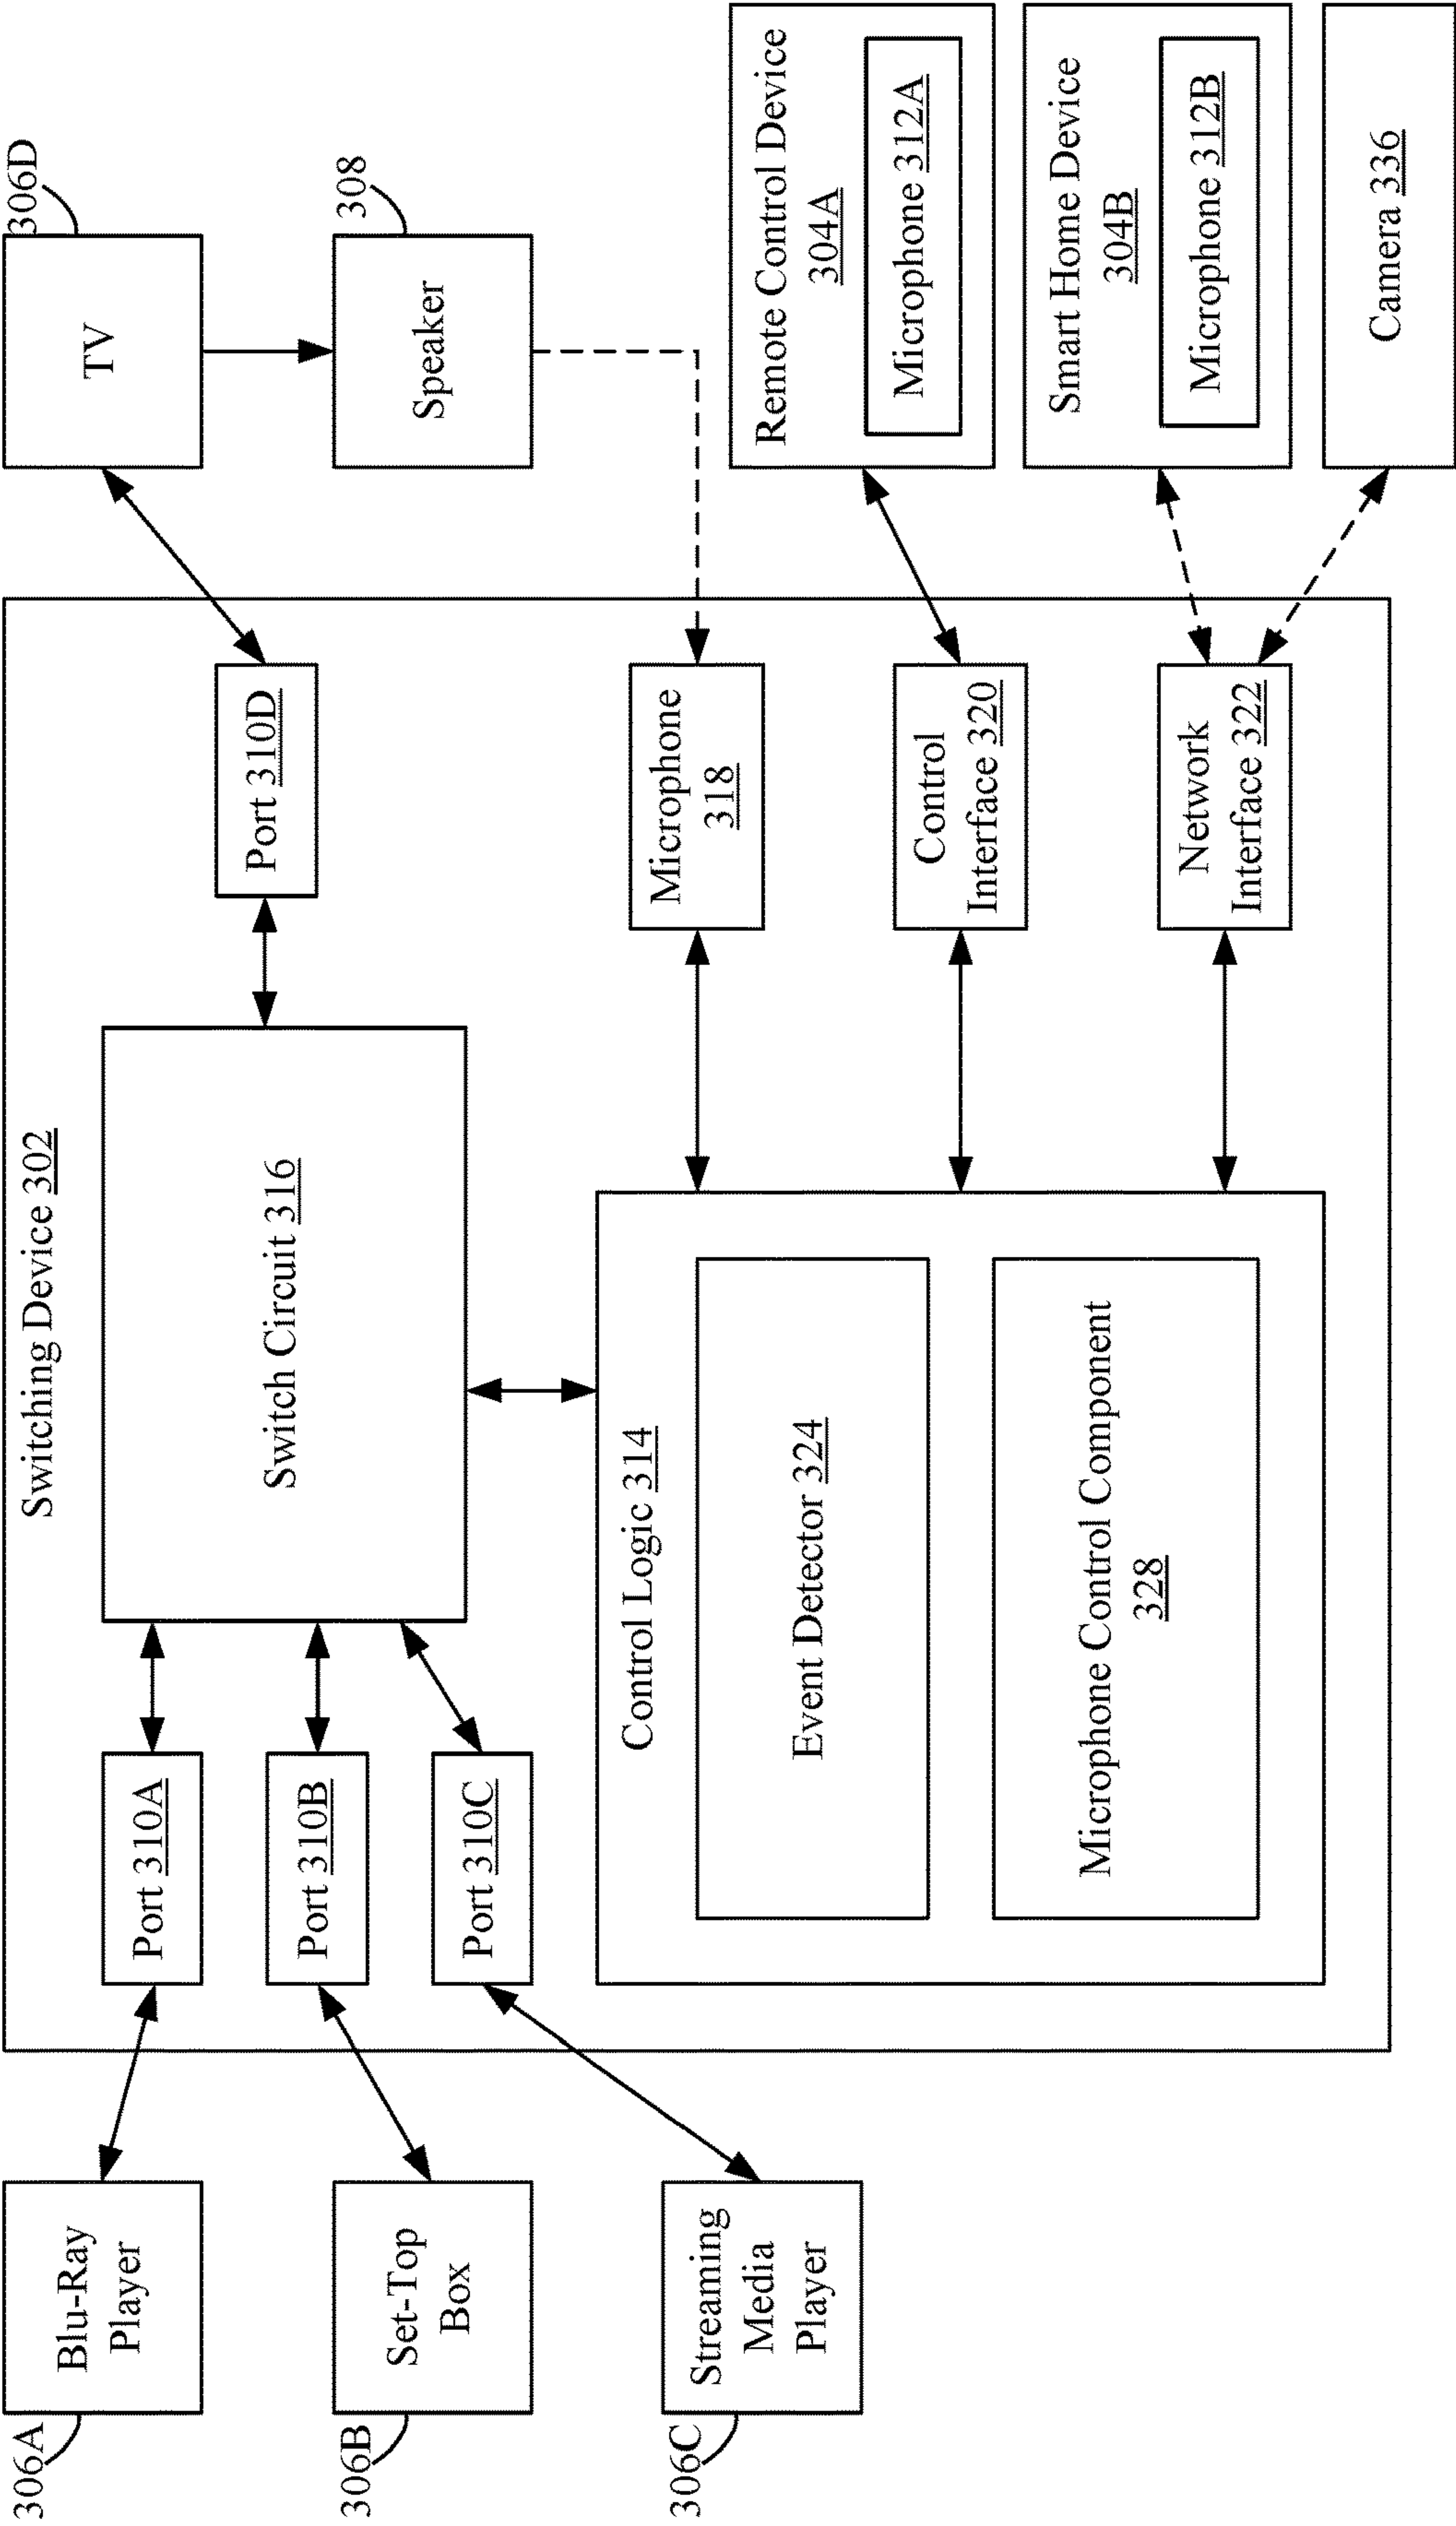 306A
Blu-Ray
Player
306B
Set-Top
Box
306C
Streaming
Media
Player
Switching Device 302
Port 310A
Port 310B
Port 310C
Switch Circuit 316
Port 310D
Control Logic 314
Event Detector 324
Microphone Control Component
328
Microphone
318
Control
Interface 320
Network
Interface 322
306D
TV
308
Speaker
Remote Control Device
304A
Microphone 312A
Smart Home Device
304B
Microphone 312B
Camera 336